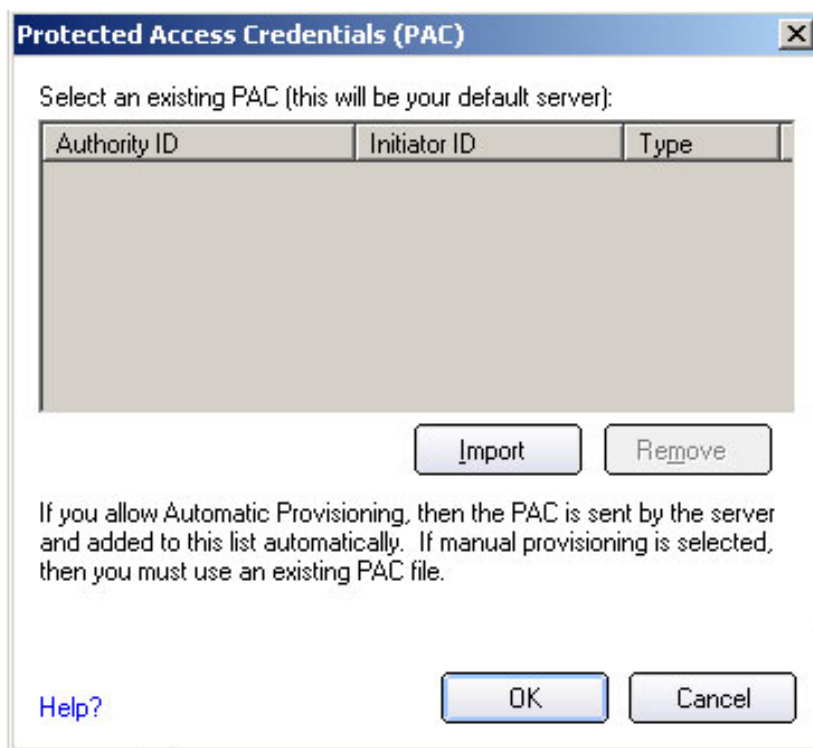 Protected Access Credentials (PAC)
Select an existing PAC (this will be your default server):
Authority ID Initiator ID Type
Import Remove
If you allow Automatic Provisioning, then the PAC is sent by the server
and added to this list automatically. If manual provisioning is selected,
then you must use an existing PAC file.
Help? OK Cancel